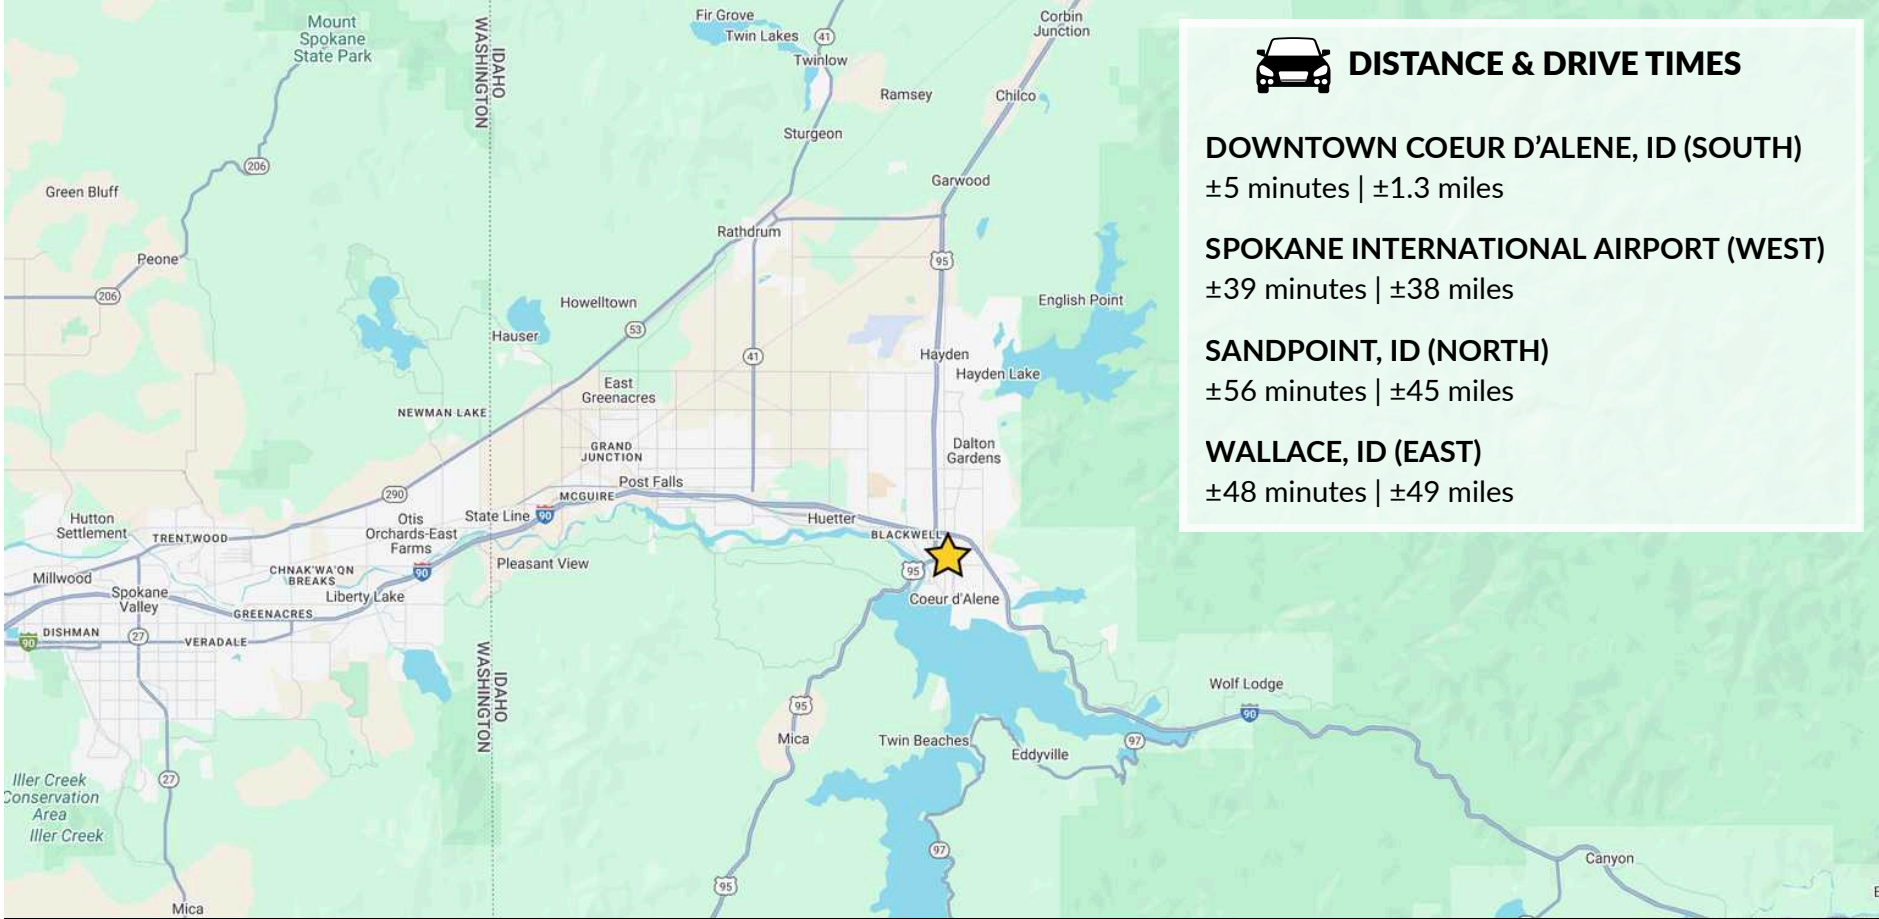 DISTANCE & DRIVE TIMES
DOWNTOWN COEUR D’ALENE, ID (SOUTH)
±5 minutes | ±1.3 miles
SPOKANE INTERNATIONAL AIRPORT (WEST)
±39 minutes | ±38 miles
SANDPOINT, ID (NORTH)
±56 minutes | ±45 miles
WALLACE, ID (EAST)
±48 minutes | ±49 miles
Mount
Spokane
State Park
WASHINGTON
IDAHO
Fir Grove
Twin Lakes
41
Twinlow
Corbin
Junction
Ramsey
Chilco
Sturgeon
206
Green Bluff
Garwood
Rathdrum
Peone
95
206
Howelltown
English Point
53
Hauser
41
Hayden
Hayden Lake
East
Greenacres
NEWMAN LAKE
GRAND
JUNCTION
Dalton
Gardens
Post Falls
290
MCGUIRE
State Line
90
Huetter
Hutton
Settlement
TRENTWOOD
Otis
Orchards-East
Farms
BLACKWELL
Pleasant View
90
95
CHNAK'WA'QN
BREAKS
Millwood
Spokane
Valley
Liberty Lake
Coeur d'Alene
GREENACRES
DISHMAN
90
27
VERADALE
WASHINGTON
IDAHO
Wolf Lodge
95
90
Mica
Twin Beaches
97
Eddyville
27
Iller Creek
Conservation
Area
Iller Creek
97
Canyon
95
Mica